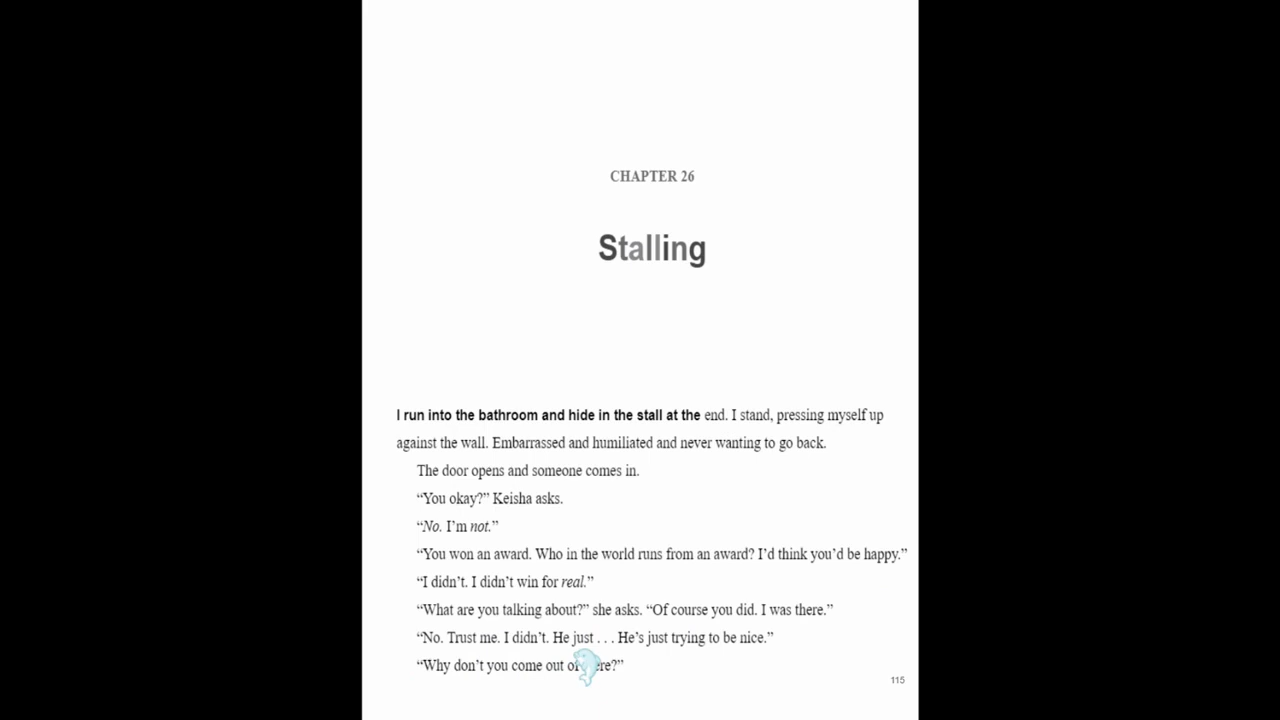 CHAPTER 26
Stalling
I run into the bathroom and hide in the stall at the end. I stand, pressing myself up
against the wall. Embarrassed and humiliated and never wanting to go back.
The door opens and someone comes in.
“You okay?” Keisha asks.
“No. I’m not.”
“You won an award. Who in the world runs from an award? I’d think you’d be happy.”
“I didn’t. I didn’t win for real.”
“What are you talking about?” she asks. “Of course you did. I was there.”
“No. Trust me. I didn’t. He just . . . He’s just trying to be nice.”
“Why don’t you come out of
115